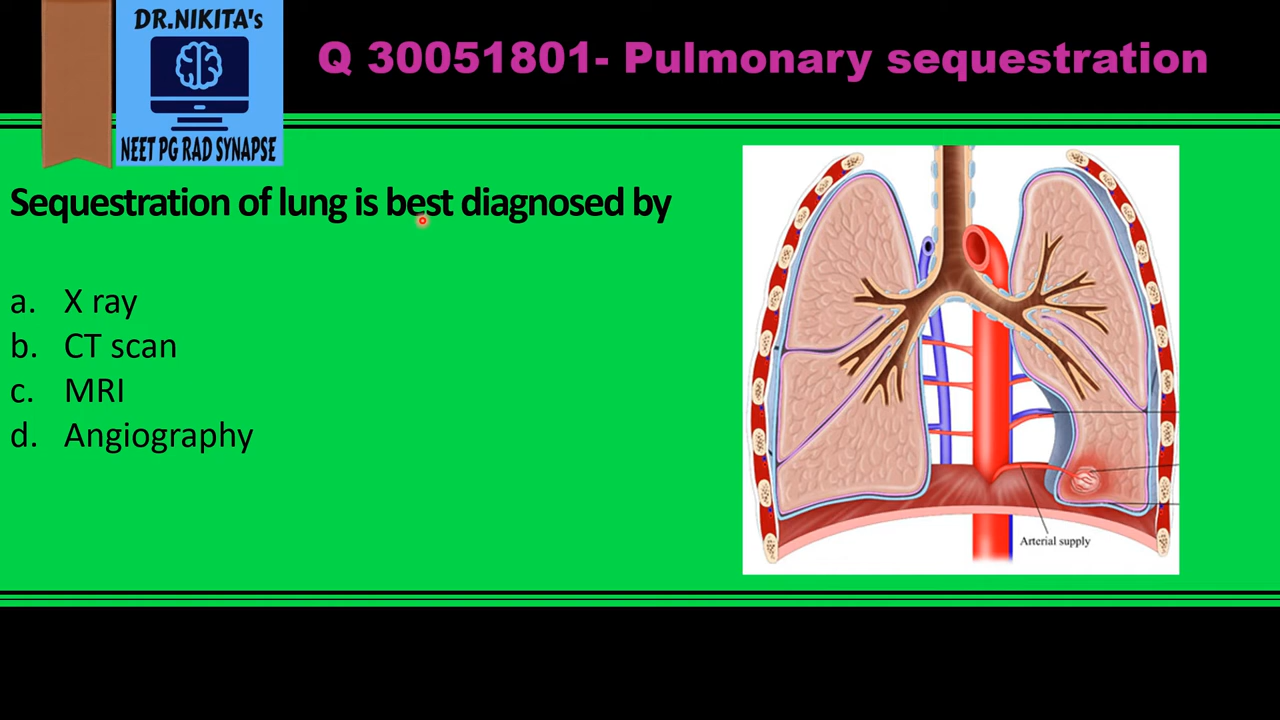 DR.NIKITA's
NEET PG RAD SYNAPSE
Q 30051801- Pulmonary sequestration
Sequestration of lung is best diagnosed by
a. X ray
b. CT scan
c. MRI
d. Angiography
Arterial supply